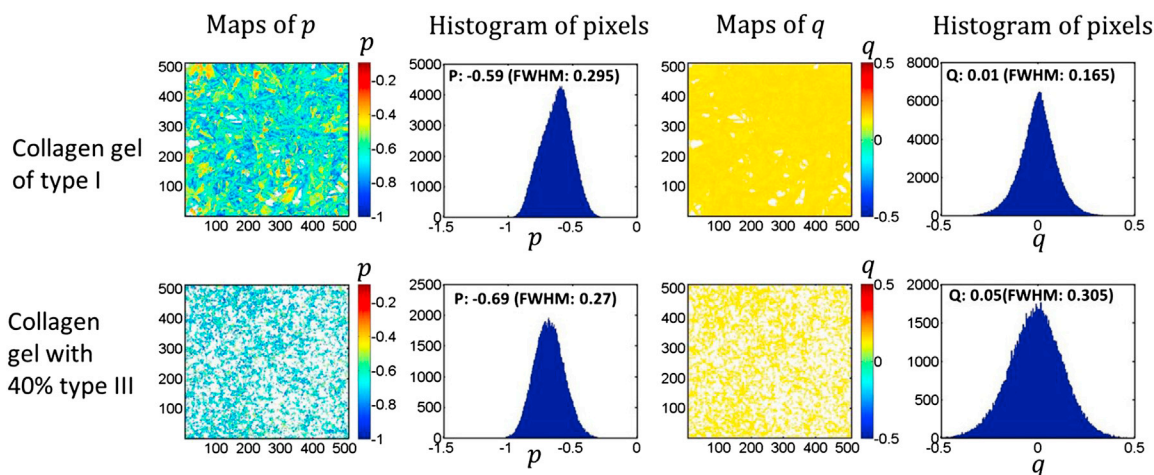 Maps of p
Histogram of pixels
Maps of q
Histogram of pixels
Collagen gel
of type I
p
500
400
300
200
100
100 200 300 400 500
-0.2
-0.4
-0.6
-0.8
-1
P: -0.59 (FWHM: 0.295)
5000
4000
3000
2000
1000
0
-1.5 -1 -0.5 0
p
q
500
400
300
200
100
100 200 300 400 500
0.5
0
-0.5
Q: 0.01 (FWHM: 0.165)
8000
6000
4000
2000
0
-0.5 0 0.5
q
Collagen
gel with
40% type III
p
500
400
300
200
100
100 200 300 400 500
-0.2
-0.4
-0.6
-0.8
-1
P: -0.69 (FWHM: 0.27)
2500
2000
1500
1000
500
0
-1.5 -1 -0.5 0
p
q
500
400
300
200
100
100 200 300 400 500
0.5
0
-0.5
Q: 0.05(FWHM: 0.305)
2000
1500
1000
500
0
-0.5 0 0.5
q